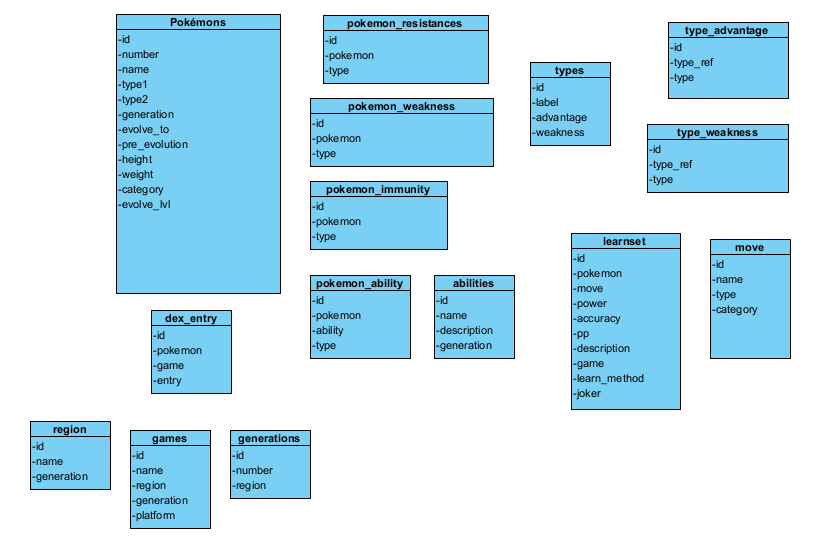 Pokémons
-id
-number
-name
-type1
-type2
-generation
-evolve_to
-pre_evolution
-height
-weight
-category
-evolve_lvl
pokemon_resistances
-id
-pokemon
-type
pokemon_weakness
-id
-pokemon
-type
pokemon_immunity
-id
-pokemon
-type
types
-id
-label
-advantage
-weakness
type_advantage
-id
-type_ref
-type
type_weakness
-id
-type_ref
-type
pokemon_ability
-id
-pokemon
-ability
-type
abilities
-id
-name
-description
-generation
learnset
-id
-pokemon
-move
-power
-accuracy
-pp
-description
-game
-learn_method
-joker
move
-id
-name
-type
-category
dex_entry
-id
-pokemon
-game
-entry
region
-id
-name
-generation
games
-id
-name
-region
-generation
-platform
generations
-id
-number
-region